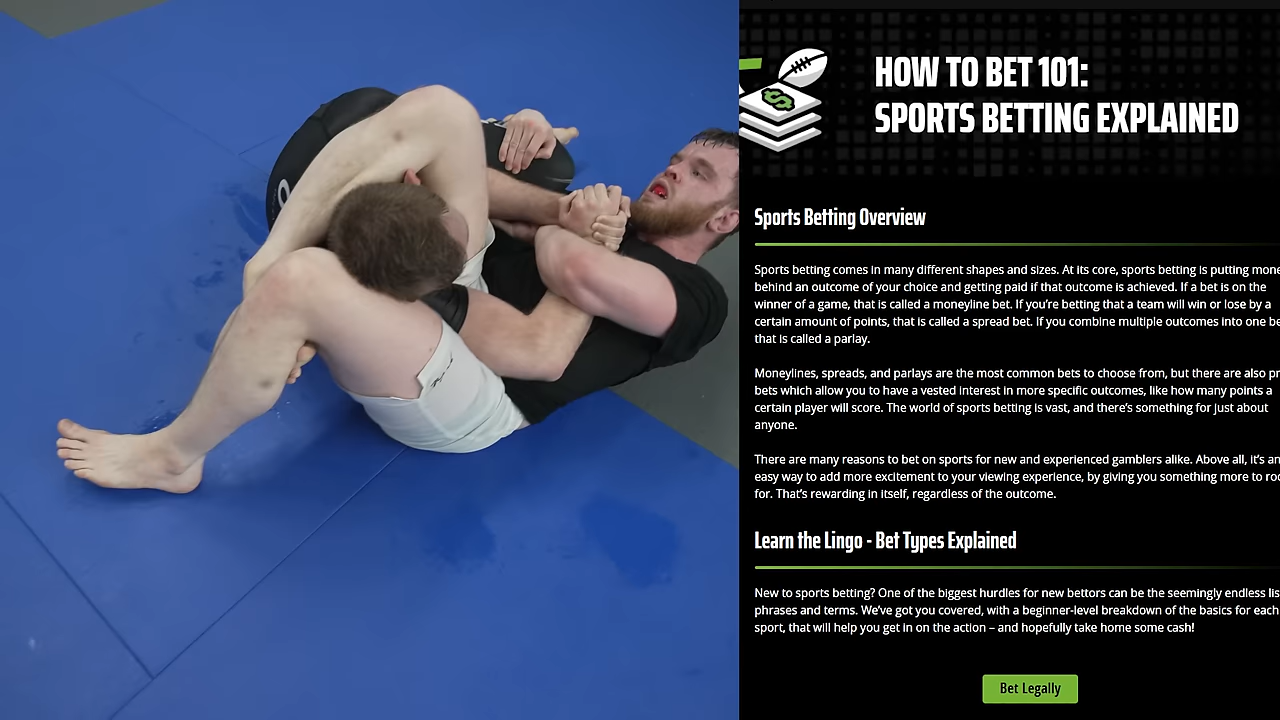 HOW TO BET 101:
SPORTS BETTING EXPLAINED
Sports Betting Overview
Sports betting comes in many different shapes and sizes. At its core, sports betting is putting
behind an outcome of your choice and getting paid if that outcome is achieved. If a bet is on the
winner of a game, that is called a moneyline bet. If you're betting that a team will win or lose by a
certain amount of points, that is called a spread bet. If you combine multiple outcomes into one
that is called a parlay.
Moneylines, spreads, and parlays are the most common bets to choose from, but there are also
bets which allow you to have a vested interest in more specific outcomes, like how many points a
certain player will score. The world of sports betting is vast, and there's something for just about
anyone.
There are many reasons to bet on sports for new and experienced gamblers alike. Above all, it's
easy way to add more excitement to your viewing experience, by giving you something more to
for. That's rewarding in itself, regardless of the outcome.
Learn the Lingo - Bet Types Explained
New to sports betting? One of the biggest hurdles for new bettors can be the seemingly endless
phrases and terms. We've got you covered, with a beginner-level breakdown of the basics for each
sport, that will help you get in on the action – and hopefully take home some cash!
Bet Legally